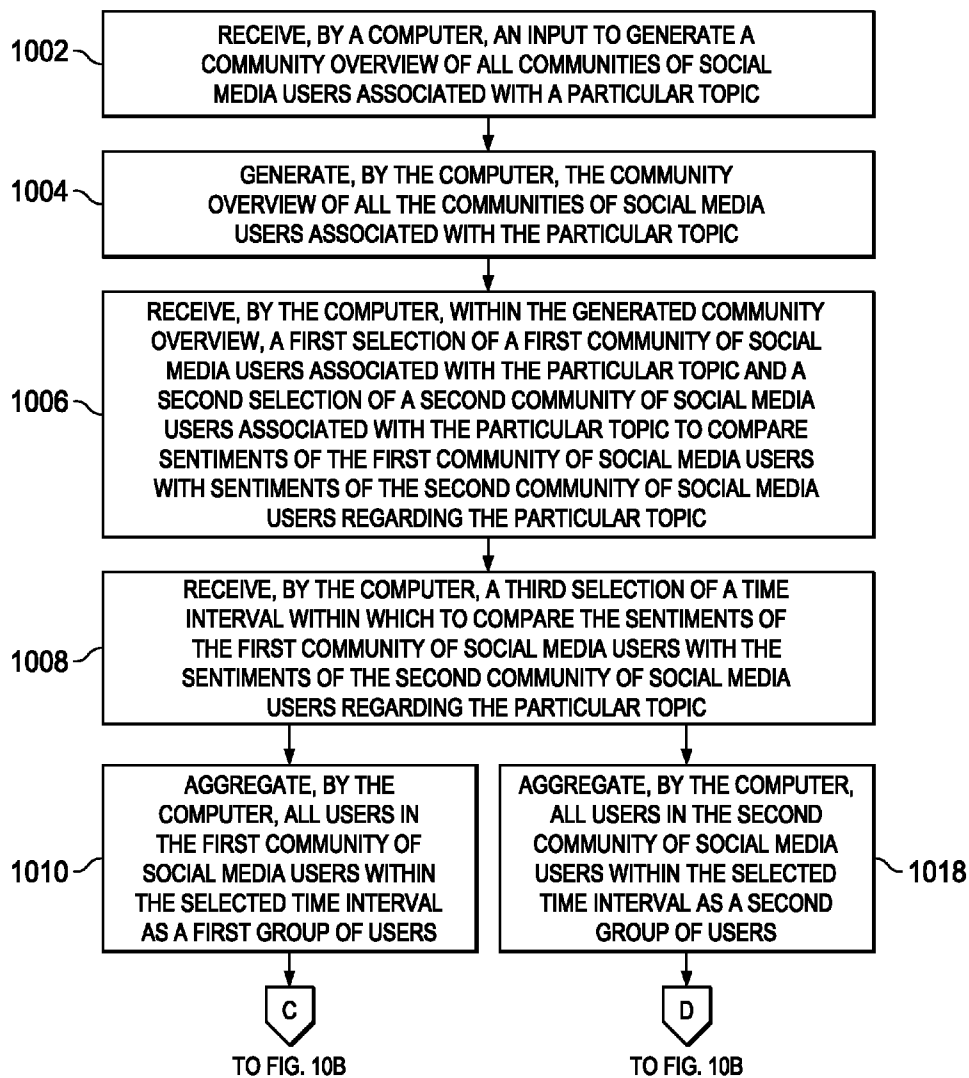 1002
RECEIVE, BY A COMPUTER, AN INPUT TO GENERATE A
COMMUNITY OVERVIEW OF ALL COMMUNITIES OF SOCIAL
MEDIA USERS ASSOCIATED WITH A PARTICULAR TOPIC
1004
GENERATE, BY THE COMPUTER, THE COMMUNITY
OVERVIEW OF ALL THE COMMUNITIES OF SOCIAL MEDIA
USERS ASSOCIATED WITH THE PARTICULAR TOPIC
1006
RECEIVE, BY THE COMPUTER, WITHIN THE GENERATED COMMUNITY
OVERVIEW, A FIRST SELECTION OF A FIRST COMMUNITY OF SOCIAL
MEDIA USERS ASSOCIATED WITH THE PARTICULAR TOPIC AND A
SECOND SELECTION OF A SECOND COMMUNITY OF SOCIAL MEDIA
USERS ASSOCIATED WITH THE PARTICULAR TOPIC TO COMPARE
SENTIMENTS OF THE FIRST COMMUNITY OF SOCIAL MEDIA USERS
WITH SENTIMENTS OF THE SECOND COMMUNITY OF SOCIAL MEDIA
USERS REGARDING THE PARTICULAR TOPIC
1008
RECEIVE, BY THE COMPUTER, A THIRD SELECTION OF A TIME
INTERVAL WITHIN WHICH TO COMPARE THE SENTIMENTS OF
THE FIRST COMMUNITY OF SOCIAL MEDIA USERS WITH THE
SENTIMENTS OF THE SECOND COMMUNITY OF SOCIAL MEDIA
USERS REGARDING THE PARTICULAR TOPIC
1010
AGGREGATE, BY THE
COMPUTER, ALL USERS IN
THE FIRST COMMUNITY OF
SOCIAL MEDIA USERS WITHIN
THE SELECTED TIME INTERVAL
AS A FIRST GROUP OF USERS
C
TO FIG. 10B
AGGREGATE, BY THE COMPUTER,
ALL USERS IN THE SECOND
COMMUNITY OF SOCIAL MEDIA
USERS WITHIN THE SELECTED
TIME INTERVAL AS A SECOND
GROUP OF USERS
1018
D
TO FIG. 10B